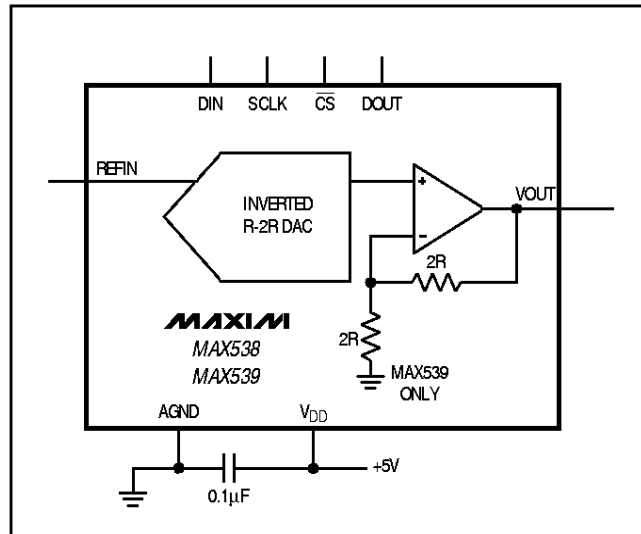 DIN SCLK CS DOUT
REFIN
INVERTED
R-2R DAC
+
−
VOUT
2R
2R
MAXIM
MAX538
MAX539
MAX539
ONLY
AGND
VDD
+5V
0.1µF